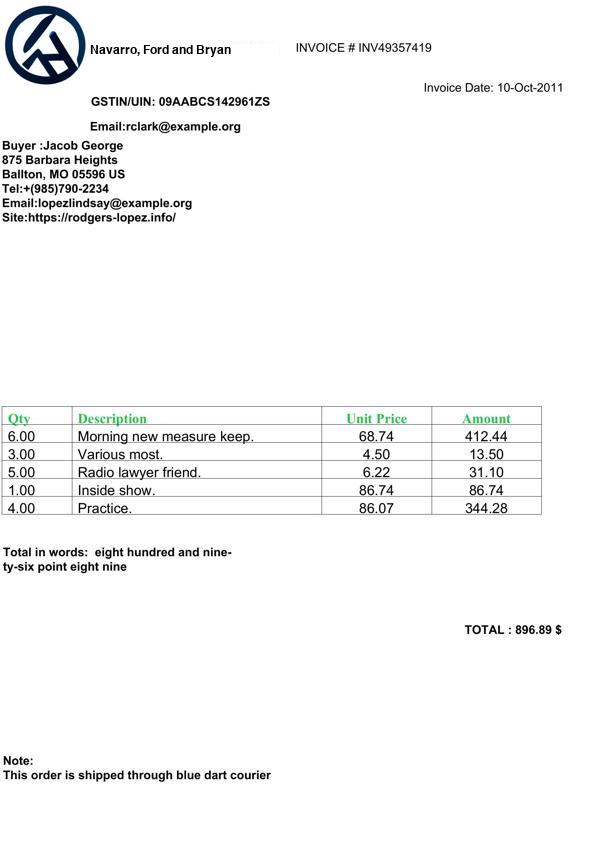 Navarro, Ford and Bryan
INVOICE # INV49357419
Invoice Date: 10-Oct-2011
GSTIN/UIN: 09AABCS142961ZS
Email:rclark@example.org
Buyer :Jacob George
875 Barbara Heights
Ballton, MO 05596 US
Tel:+(985)790-2234
Email:lopezlindsay@example.org
Site:https://rodgers-lopez.info/
Qty Description Unit Price Amount
6.00 Morning new measure keep. 68.74 412.44
3.00 Various most. 4.50 13.50
5.00 Radio lawyer friend. 6.22 31.10
1.00 Inside show. 86.74 86.74
4.00 Practice. 86.07 344.28
Total in words:  eight hundred and nine-
ty-six point eight nine
TOTAL : 896.89 $
Note:
This order is shipped through blue dart courier